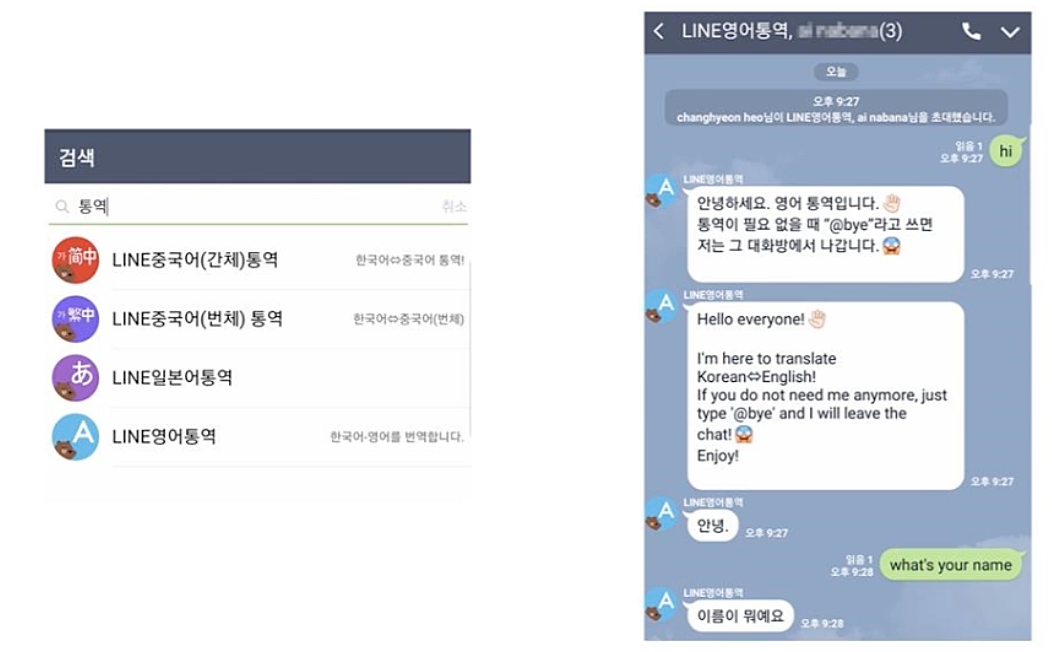 검색
통역
취소
가 简中
LINE중국어(간체)통역
한국어⇔중국어 통역!
가 繁中
LINE중국어(번체) 통역
한국어⇔중국어(번체)
あ
LINE일본어통역
A
LINE영어통역
한국어-영어를 번역합니다.
LINE영어통역, (3)
오늘
오후 9:27
changhyeon heo님이 LINE영어통역, ai nabana님을 초대했습니다.
읽음 1
오후 9:27
hi
A
LINE영어통역
안녕하세요. 영어 통역입니다.
통역이 필요 없을 때 "@bye"라고 쓰면
저는 그 대화방에서 나갑니다.
오후 9:27
A
LINE영어통역
Hello everyone!
I'm here to translate
Korean⇔English!
If you do not need me anymore, just
type '@bye' and I will leave the
chat!
Enjoy!
오후 9:27
A
LINE영어통역
안녕.
오후 9:27
읽음 1
오후 9:28
what's your name
A
LINE영어통역
이름이 뭐예요
오후 9:28